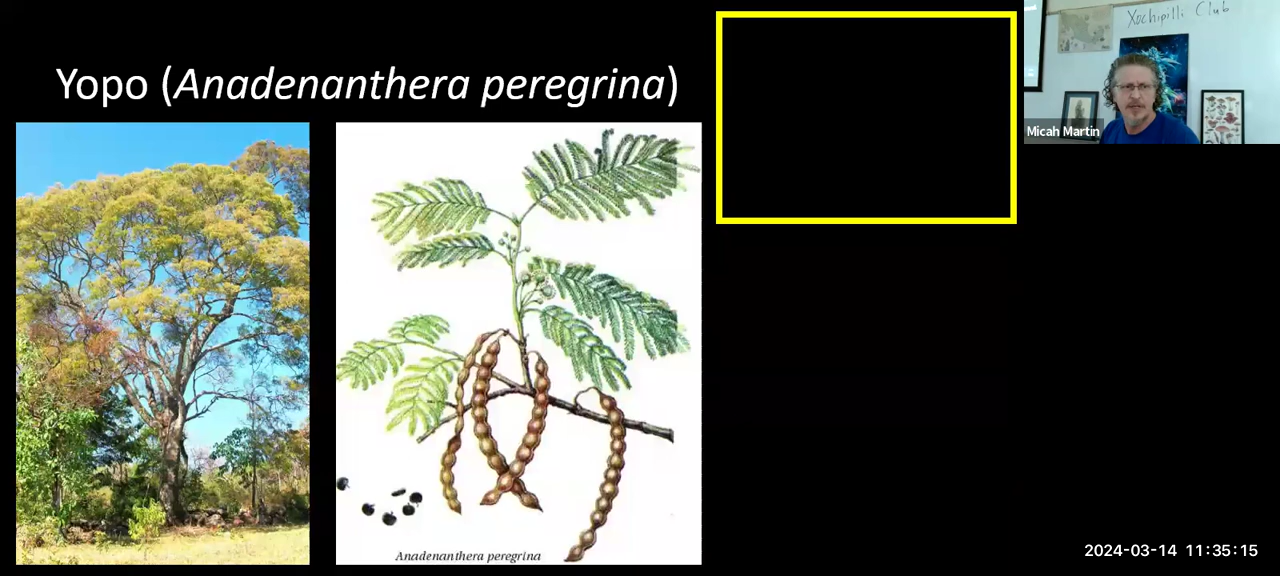 Yopo (Anadenanthera peregrina)
Xochipilli Club
Micah Martin
Anadenanthera peregrina
2024-03-14 11:35:15